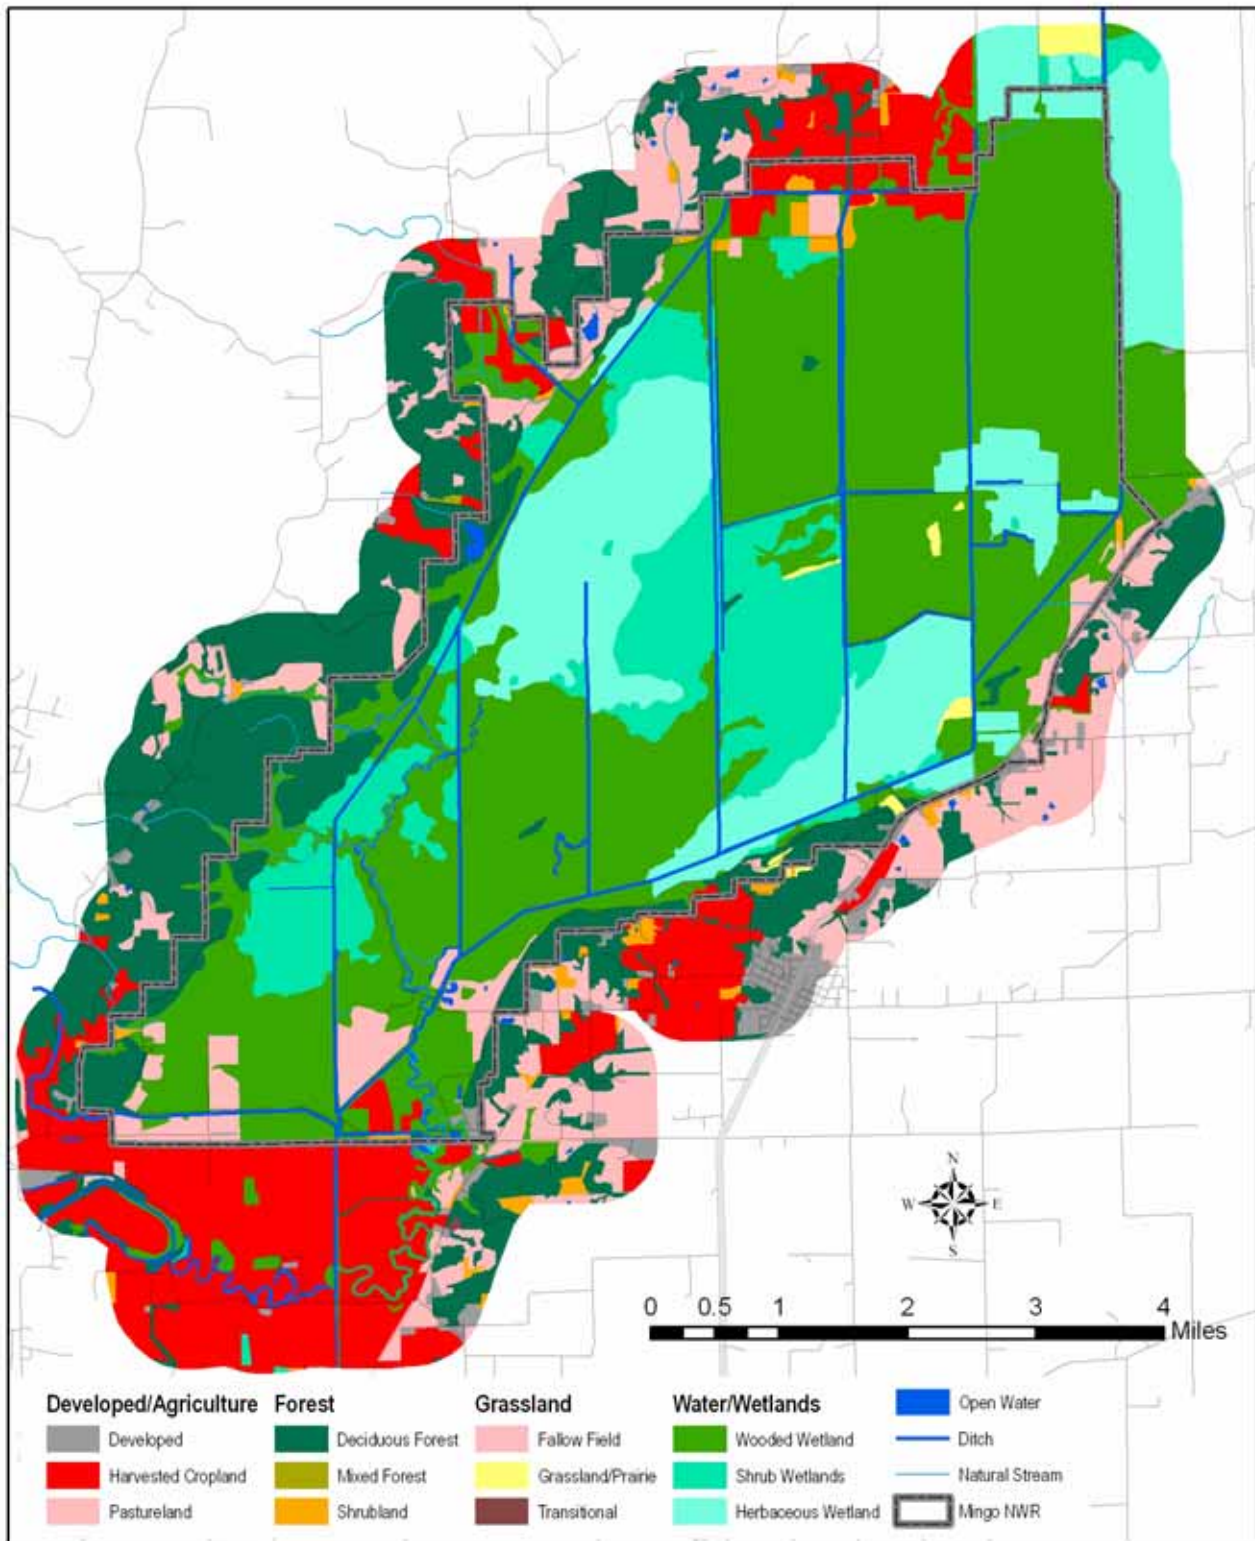 N
W E
S
0 0.5 1 2 3 4
Miles
Developed/Agriculture Forest Grassland Water/Wetlands Open Water
Developed Deciduous Forest Fallow Field Wooded Wetland Ditch
Harvested Cropland Mixed Forest Grassland/Prairie Shrub Wetlands Natural Stream
Pastureland Shrubland Transitional Herbaceous Wetland Mingo NWR